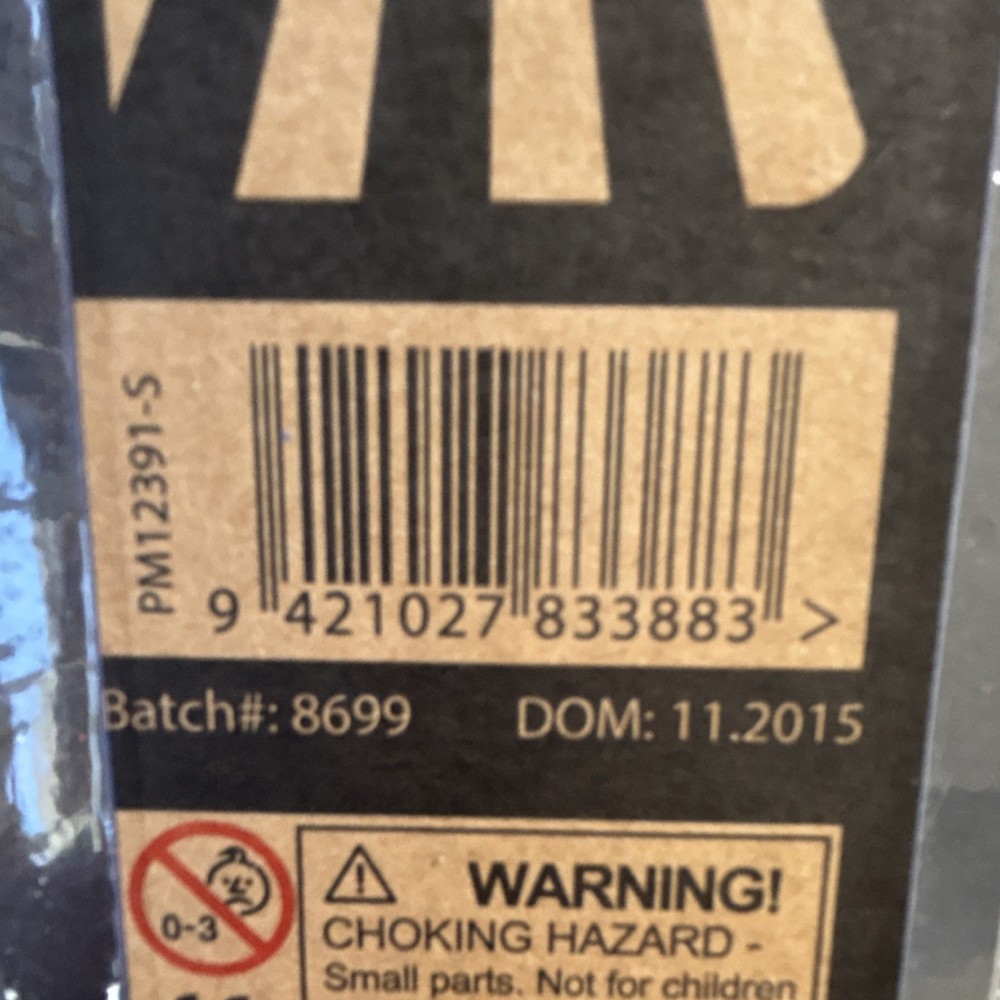 PM12391-S
9 421027 833883 >
Batch#: 8699 DOM: 11.2015
0-3
WARNING!
CHOKING HAZARD -
Small parts. Not for children